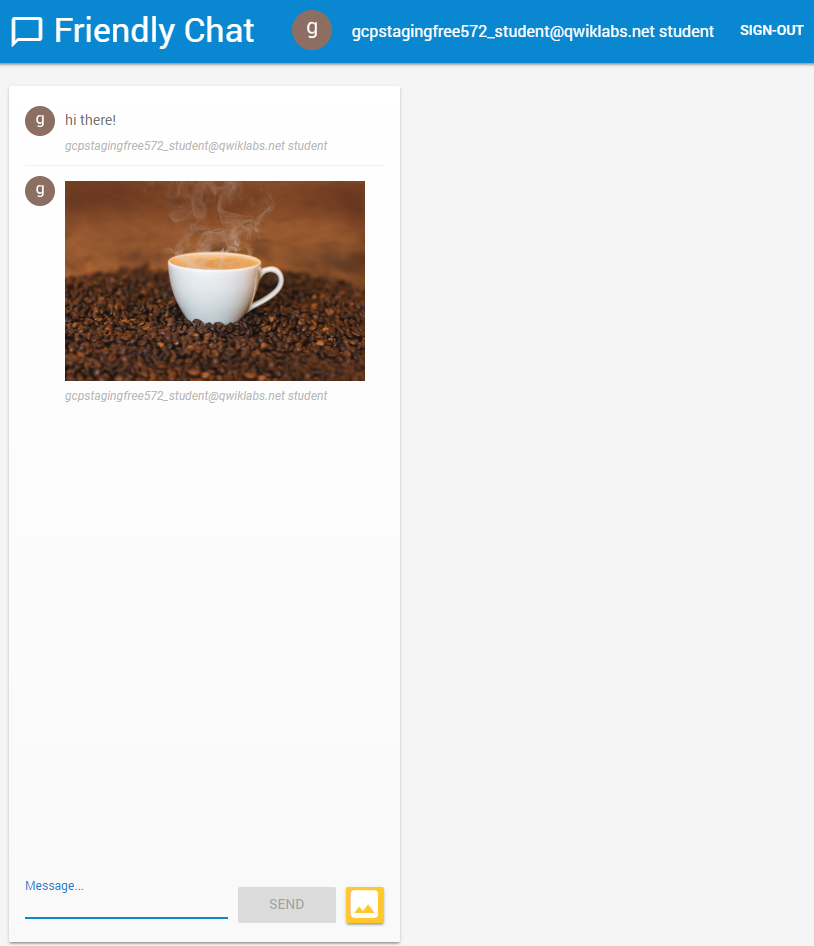 Friendly Chat
g
gcpstagingfree572_student@qwiklabs.net student
SIGN-OUT
g
hi there!
gcpstagingfree572_student@qwiklabs.net student
g
gcpstagingfree572_student@qwiklabs.net student
Message...
SEND